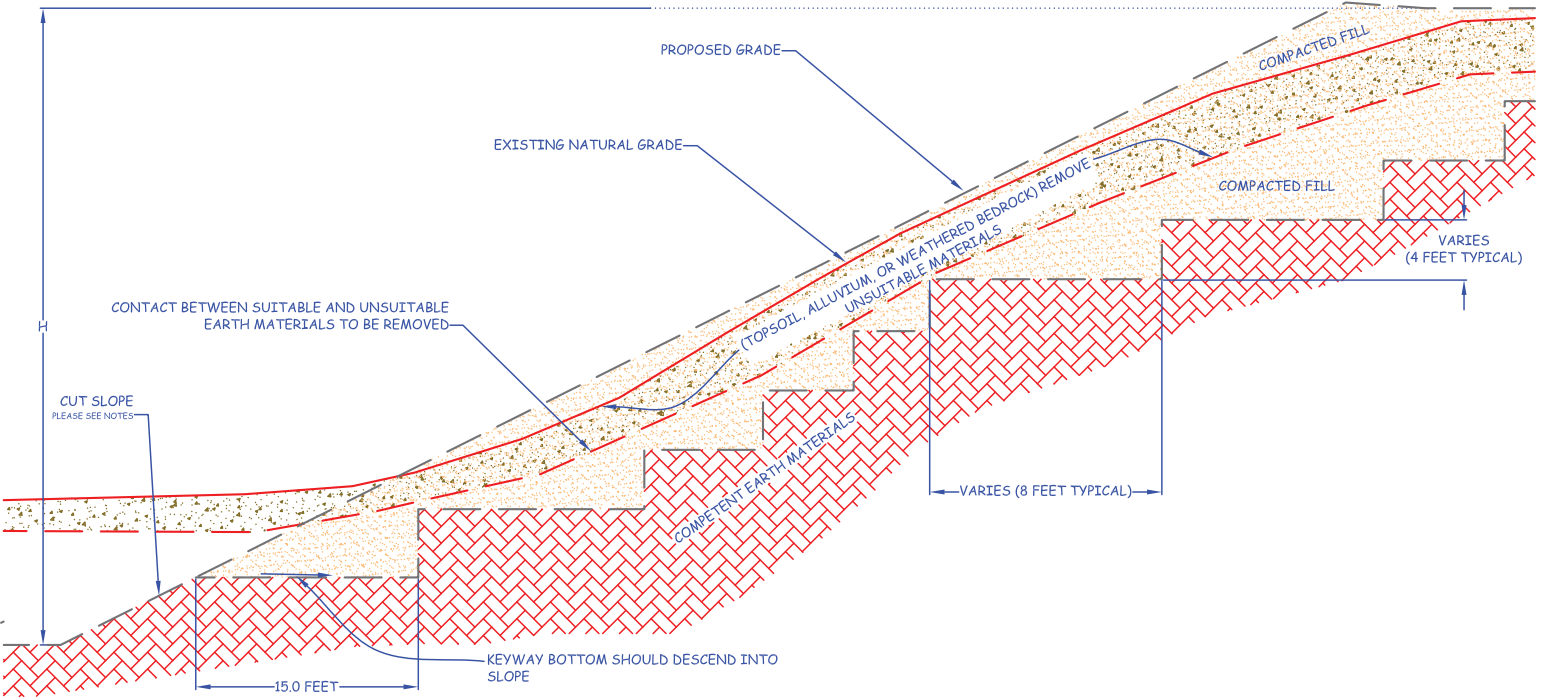 COMPACTED FILL
PROPOSED GRADE
EXISTING NATURAL GRADE
(TOPSOIL, ALLUVIUM, OR WEATHERED BEDROCK) REMOVE
UNSUITABLE MATERIALS
COMPACTED FILL
VARIES
(4 FEET TYPICAL)
CONTACT BETWEEN SUITABLE AND UNSUITABLE
EARTH MATERIALS TO BE REMOVED
H
CUT SLOPE
PLEASE SEE NOTES
COMPETENT EARTH MATERIALS
VARIES (8 FEET TYPICAL)
KEYWAY BOTTOM SHOULD DESCEND INTO
SLOPE
15.0 FEET